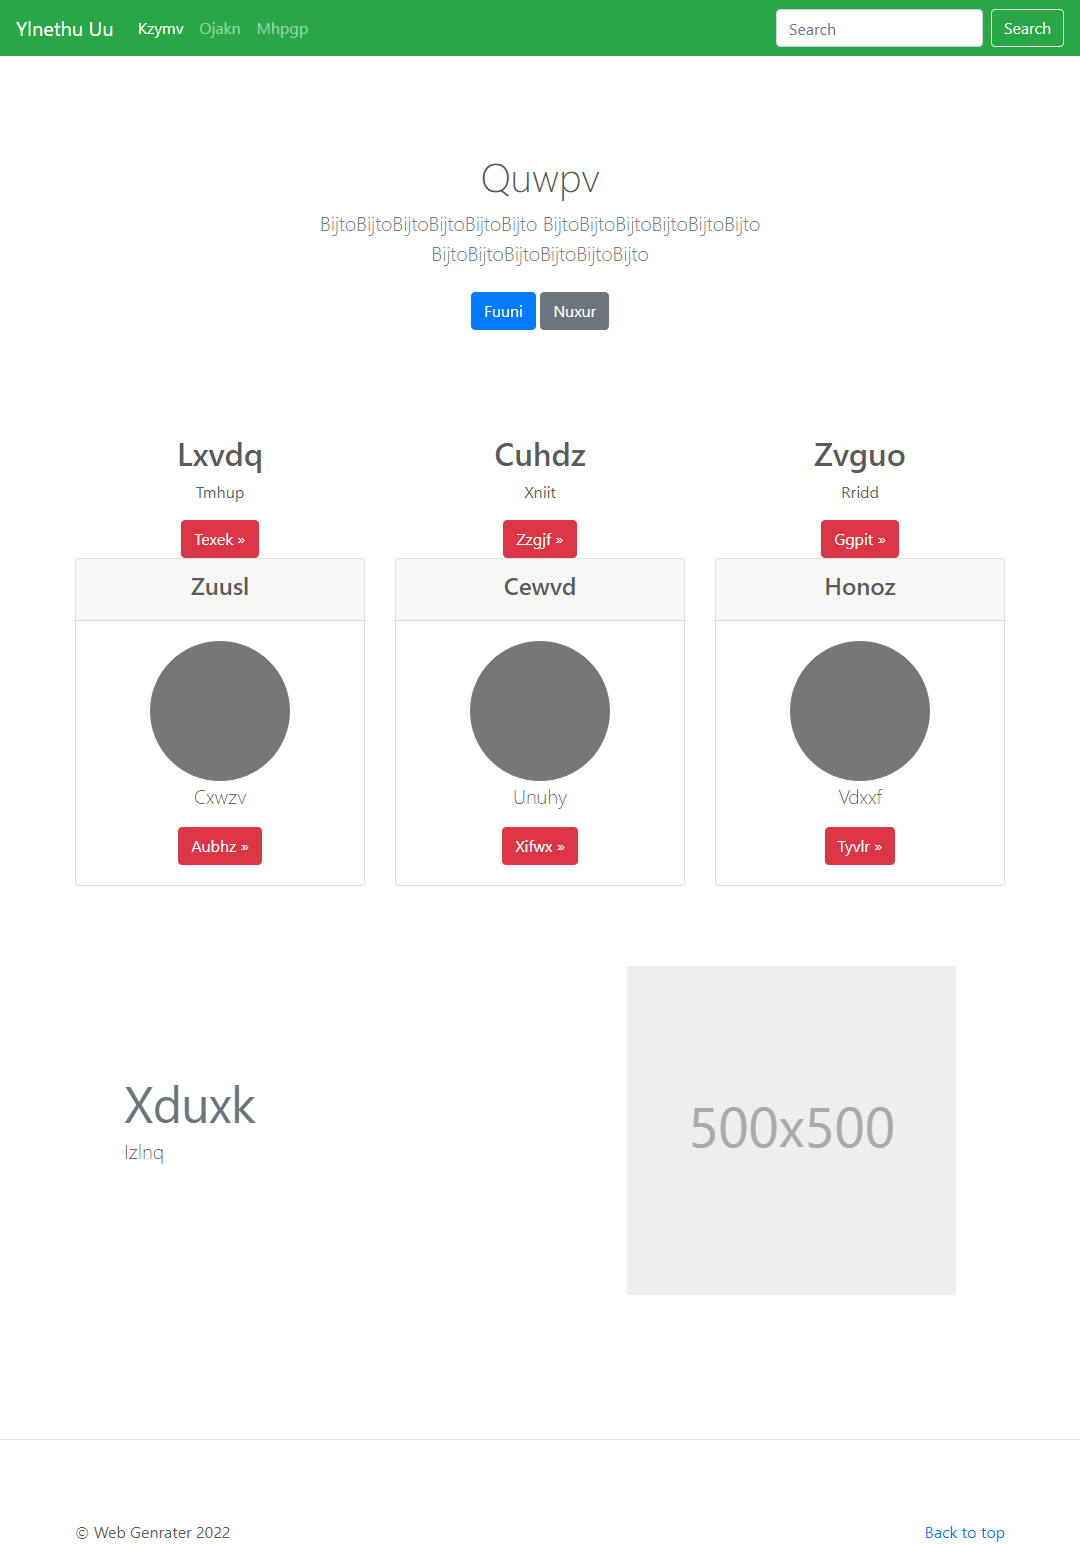 Ylnethu Uu Kzymv Ojakn Mhpgp Search Search
Quwpv
BijtoBijtoBijtoBijtoBijtoBijto BijtoBijtoBijtoBijtoBijtoBijto
BijtoBijtoBijtoBijtoBijtoBijto
Fuuni Nuxur
Lxvdq Cuhdz Zvguo
Tmhup Xniit Rridd
Texek » Zzgjf » Ggpit »
Zuusl Cewvd Honoz
Cxwzv Unuhy Vdxxf
Aubhz » Xifwx » Tyvlr »
Xduxk
Izlnq
500x500
© Web Genrater 2022 Back to top